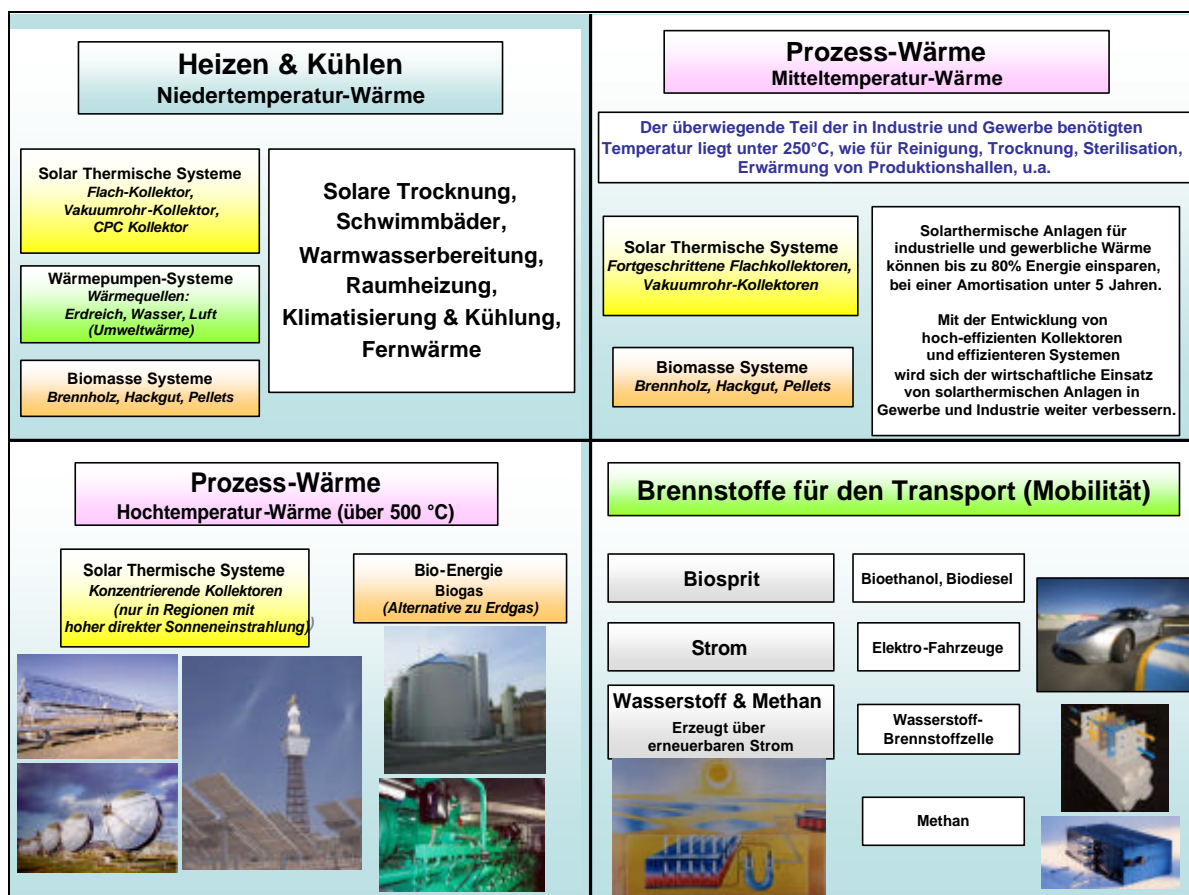 Heizen & Kühlen
Niedertemperatur-Wärme
Solar Thermische Systeme
Flach-Kollektor,
Vakuumrohr-Kollektor,
CPC Kollektor
Wärmepumpen-Systeme
Wärmequellen:
Erdreich, Wasser, Luft
(Umweltwärme)
Biomasse Systeme
Brennholz, Hackgut, Pellets
Solare Trocknung,
Schwimmbäder,
Warmwasserbereitung,
Raumheizung,
Klimatisierung & Kühlung,
Fernwärme
Prozess-Wärme
Mitteltemperatur-Wärme
Der überwiegende Teil der in Industrie und Gewerbe benötigten
Temperatur liegt unter 250°C, wie für Reinigung, Trocknung, Sterilisation,
Erwärmung von Produktionshallen, u.a.
Solar Thermische Systeme
Fortgeschrittene Flachkollektoren,
Vakuumrohr-Kollektoren
Biomasse Systeme
Brennholz, Hackgut, Pellets
Solarthermische Anlagen für
industrielle und gewerbliche Wärme
können bis zu 80% Energie einsparen,
bei einer Amortisation unter 5 Jahren.
Mit der Entwicklung von
hoch-effizienten Kollektoren
und effizienteren Systemen
wird sich der wirtschaftliche Einsatz
von solarthermischen Anlagen in
Gewerbe und Industrie weiter verbessern.
Prozess-Wärme
Hochtemperatur-Wärme (über 500 °C)
Solar Thermische Systeme
Konzentrierende Kollektoren
(nur in Regionen mit
hoher direkter Sonneneinstrahlung))
Bio-Energie
Biogas
(Alternative zu Erdgas)
Brennstoffe für den Transport (Mobilität)
Biosprit
Bioethanol, Biodiesel
Strom
Elektro-Fahrzeuge
Wasserstoff & Methan
Erzeugt über
erneuerbaren Strom
Wasserstoff-
Brennstoffzelle
Methan